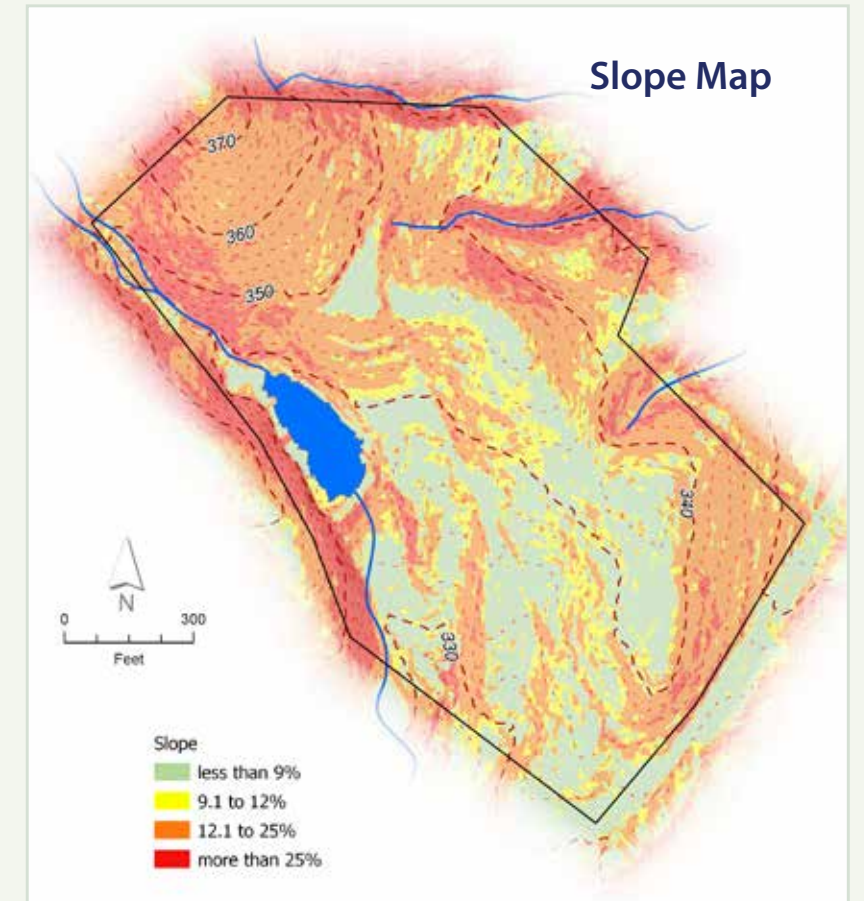 Slope Map
370
360
350
340
330
N
0 300
Feet
Slope
less than 9%
9.1 to 12%
12.1 to 25%
more than 25%